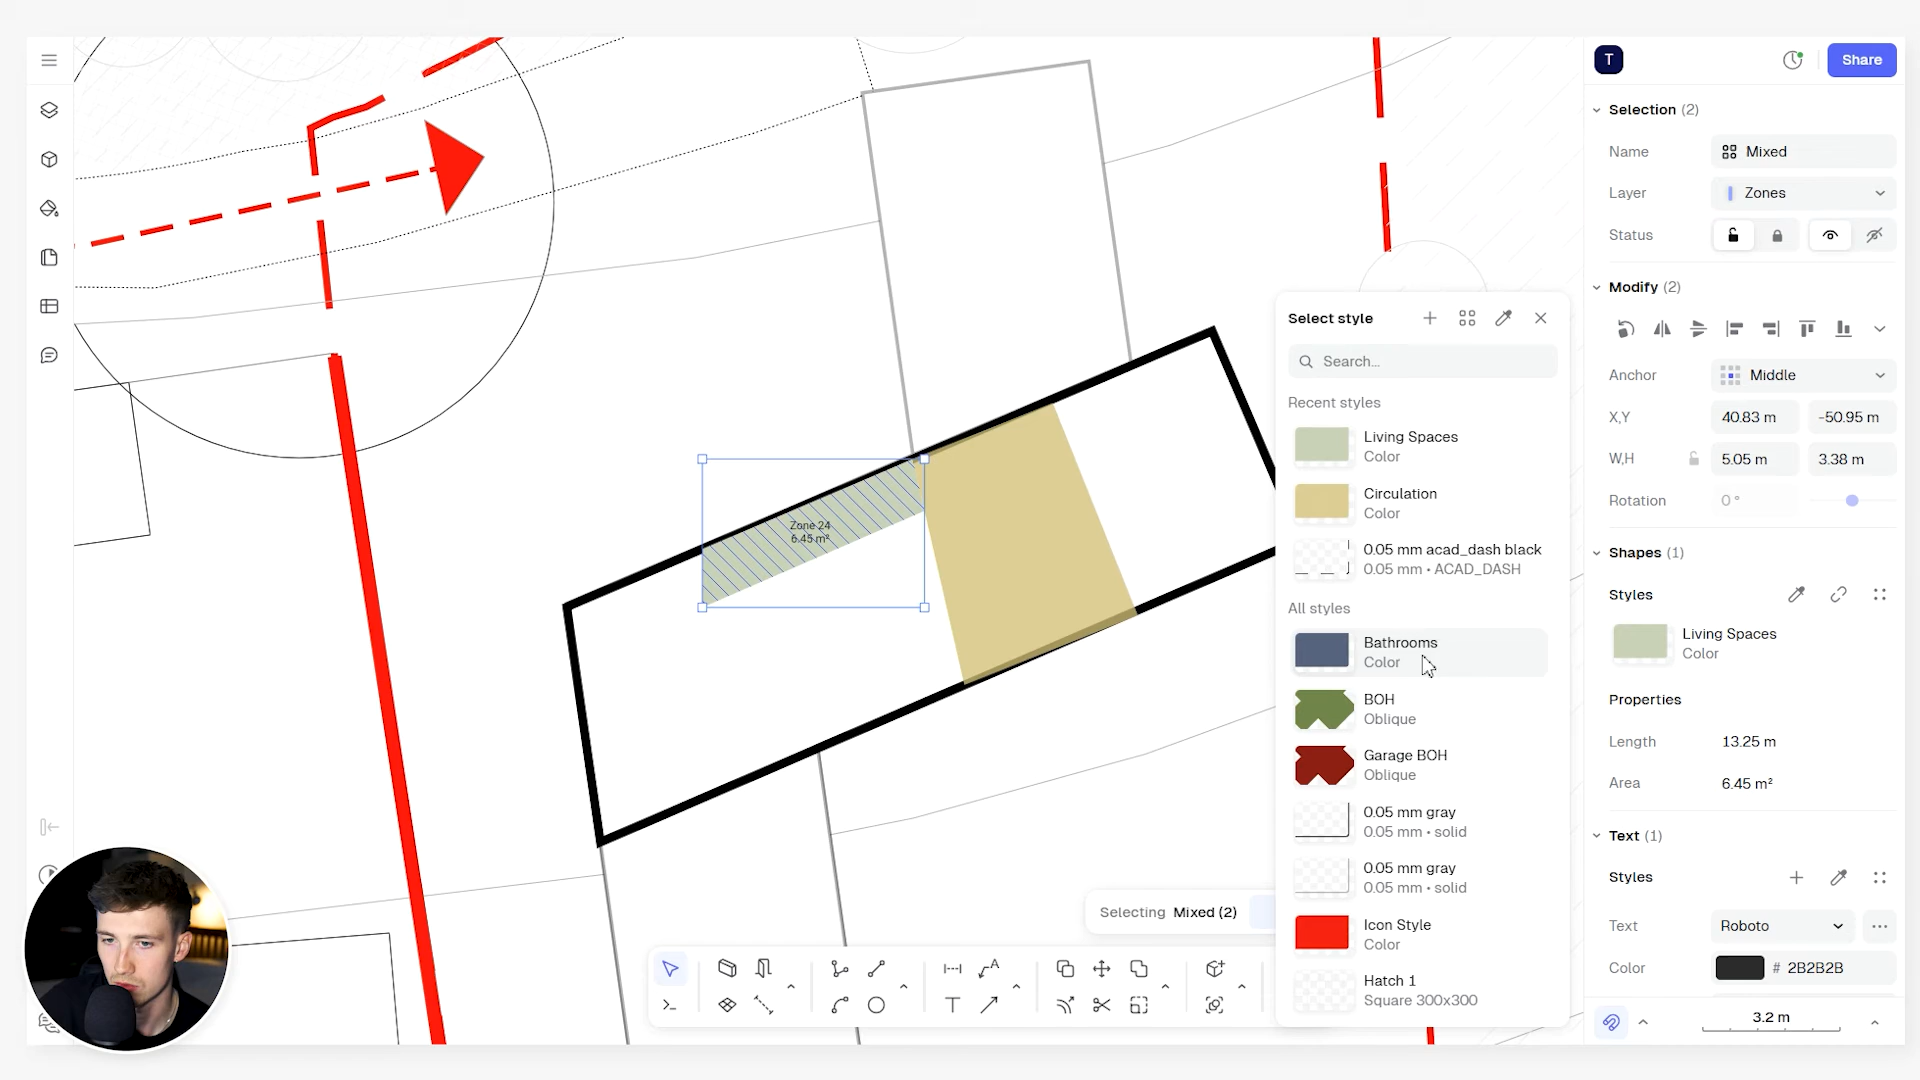 T
Share
Selection (2)
Name Mixed
Layer Zones
Status
Modify (2)
Anchor Middle
X,Y 40.83 m -50.95 m
W,H 5.05 m 3.38 m
Rotation 0 °
Shapes (1)
Styles
Living Spaces
Color
Properties
Length 13.25 m
Area 6.45 m²
Text (1)
Styles
Text Roboto
Color # 2B2B2B
3.2 m
Select style
Search...
Recent styles
Living Spaces
Color
Circulation
Color
0.05 mm acad_dash black
0.05 mm • ACAD_DASH
All styles
Bathrooms
Color
BOH
Oblique
Garage BOH
Oblique
0.05 mm gray
0.05 mm • solid
0.05 mm gray
0.05 mm • solid
Icon Style
Color
Hatch 1
Square 300x300
Zone 24
6.45 m²
Selecting Mixed (2)